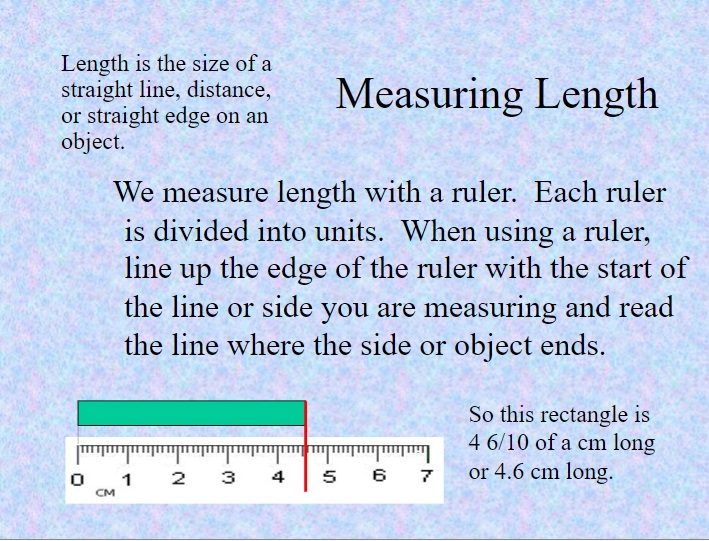 Length is the size of a
straight line, distance,
or straight edge on an
object.
Measuring Length
We measure length with a ruler.  Each ruler
is divided into units.  When using a ruler,
line up the edge of the ruler with the start of
the line or side you are measuring and read
the line where the side or object ends.
0 1 2 3 4 5 6 7
CM
So this rectangle is
4 6/10 of a cm long
or 4.6 cm long.